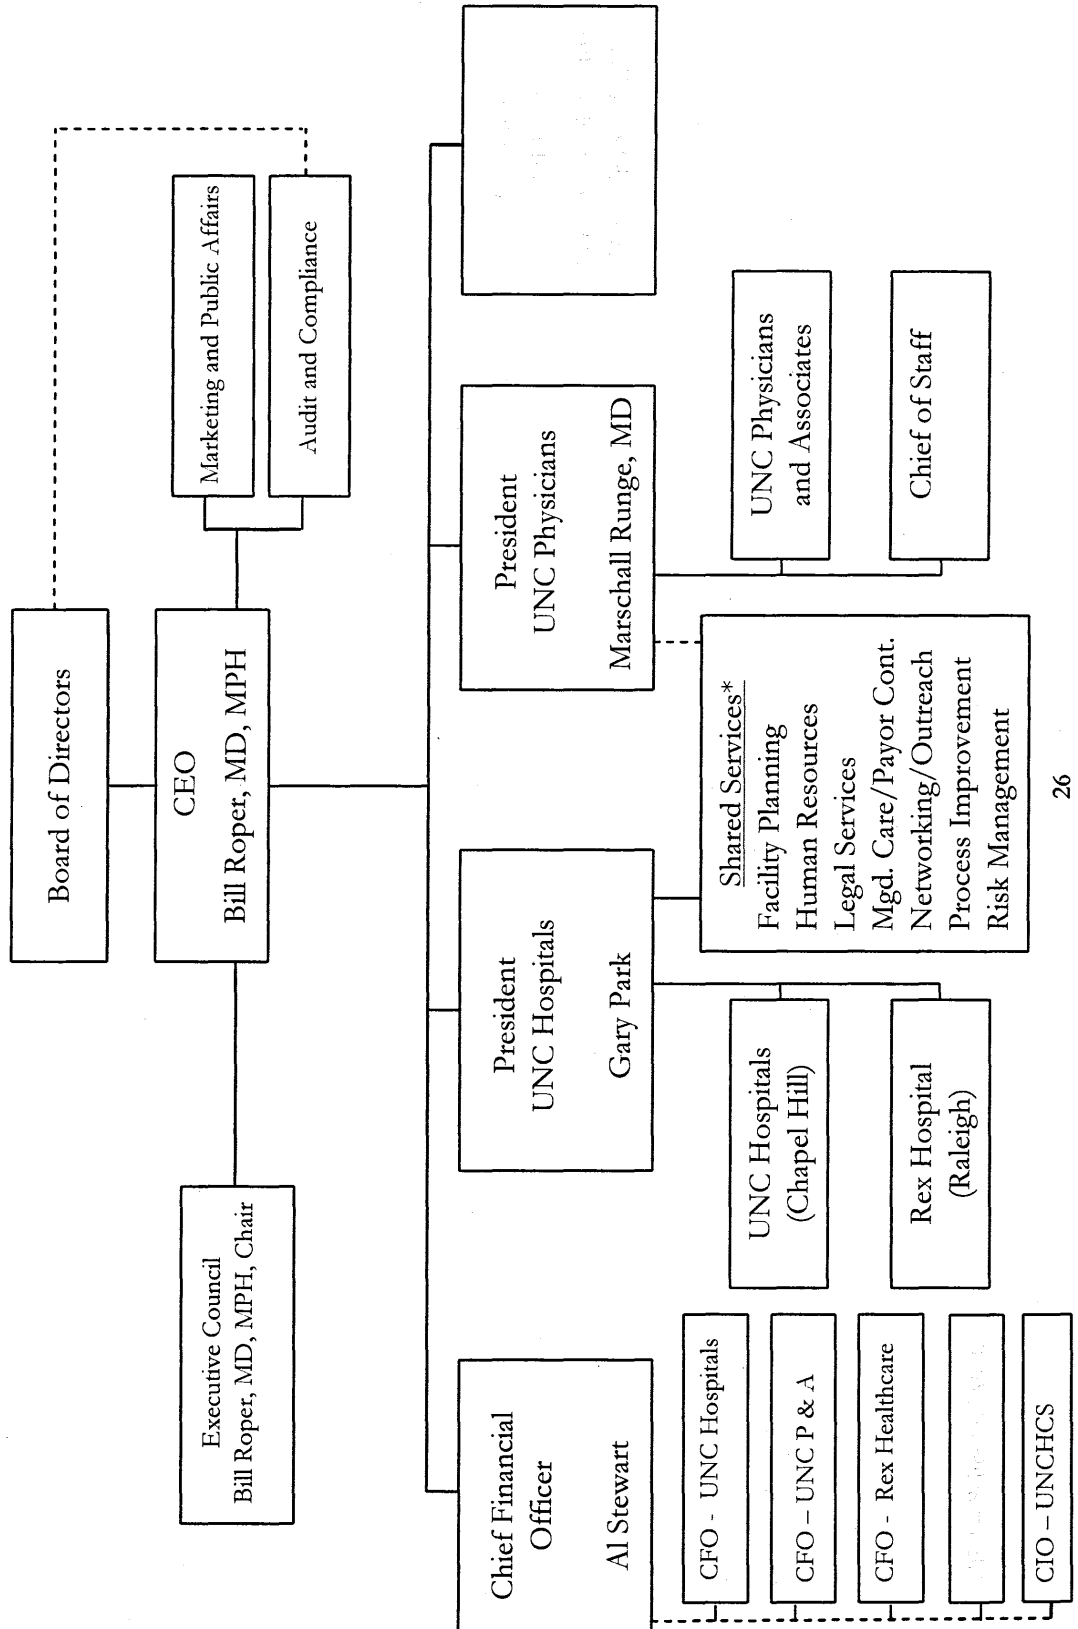 Board of Directors
CEO
Bill Roper, MD, MPH
Executive Council
Bill Roper, MD, MPH, Chair
Marketing and Public Affairs
Audit and Compliance
Chief Financial
Officer
Al Stewart
President
UNC Hospitals
Gary Park
President
UNC Physicians
Marschall Runge, MD
CFO - UNC Hospitals
CFO – UNC P & A
CFO - Rex Healthcare
CIO – UNCHCS
UNC Hospitals
(Chapel Hill)
Rex Hospital
(Raleigh)
Shared Services*
Facility Planning
Human Resources
Legal Services
Mgd. Care/Payor Cont.
Networking/Outreach
Process Improvement
Risk Management
UNC Physicians
and Associates
Chief of Staff
26